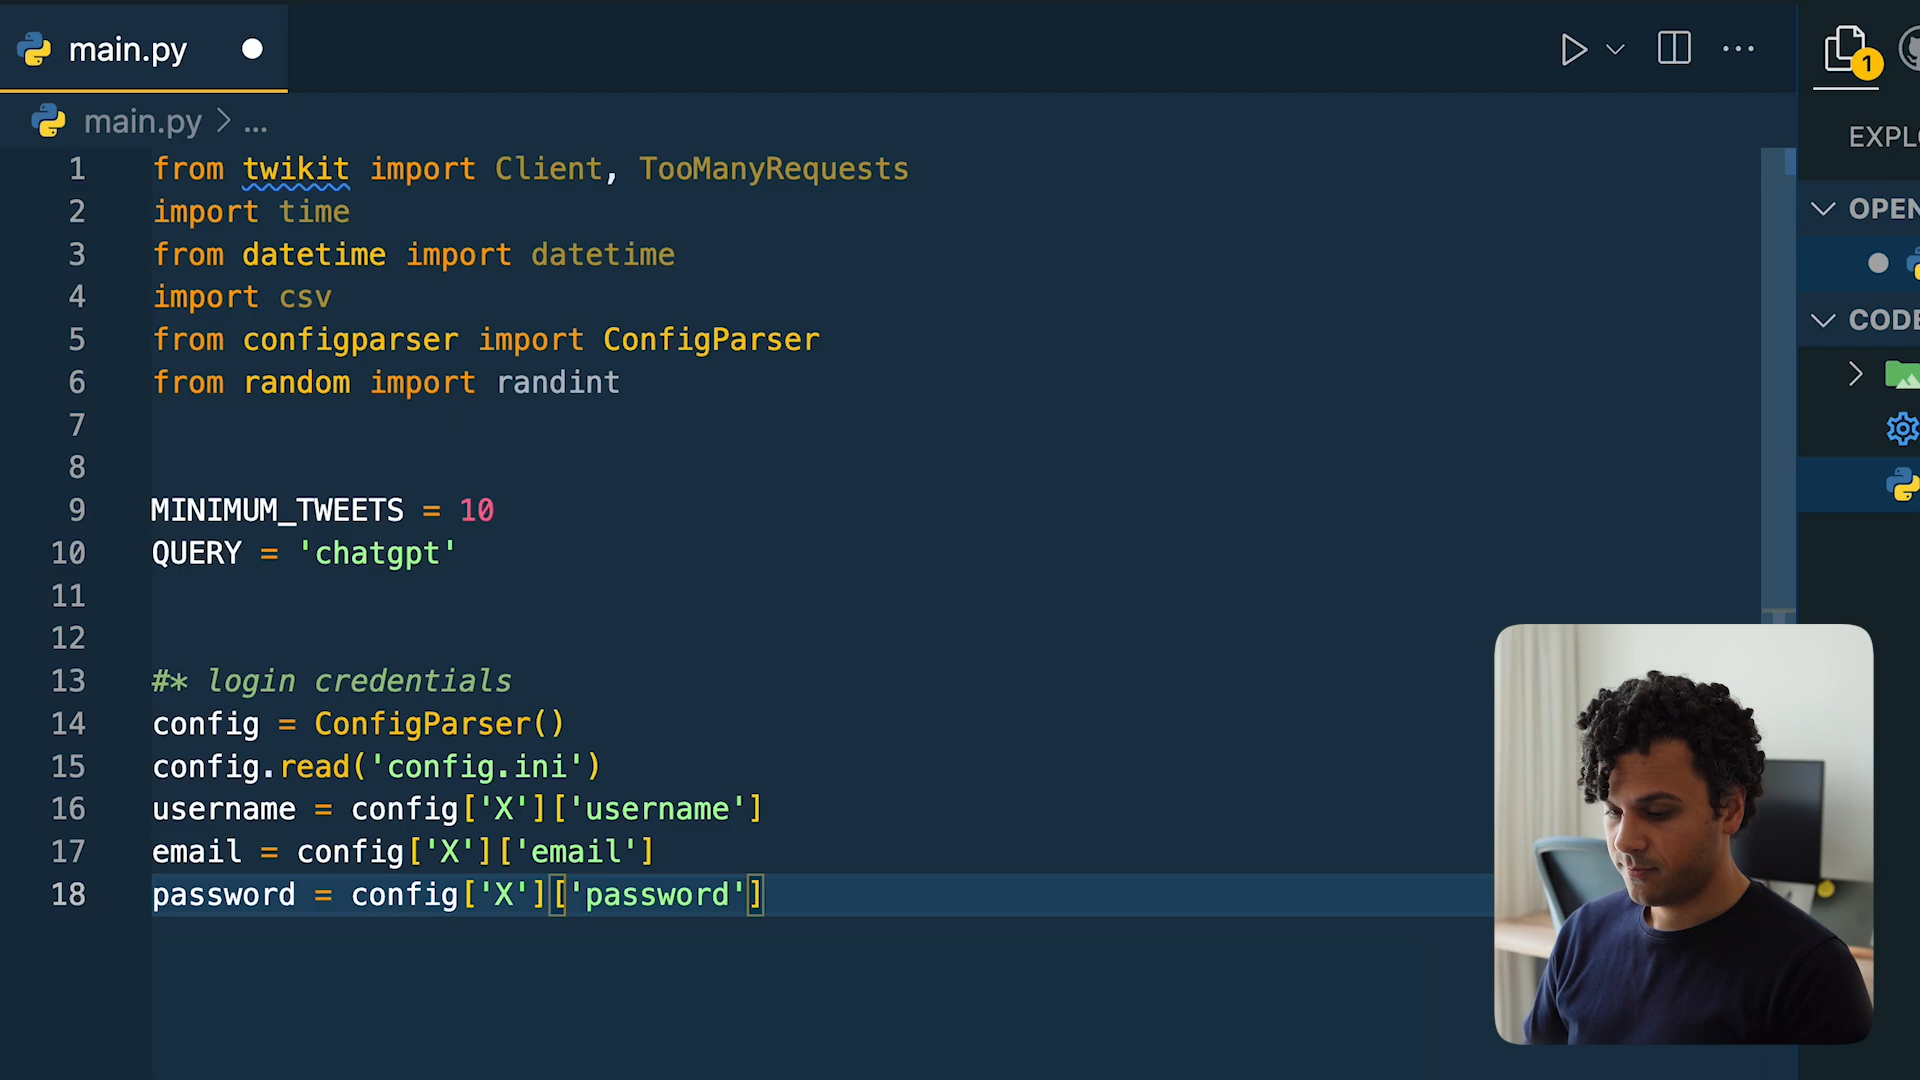 main.py
1
main.py > ...
EXPLO
1 from twikit import Client, TooManyRequests
2 import time
OPEN
3 from datetime import datetime
4 import csv
CODE
5 from configparser import ConfigParser
6 from random import randint
7
8
9 MINIMUM_TWEETS = 10
10 QUERY = 'chatgpt'
11
12
13 #* login credentials
14 config = ConfigParser()
15 config.read('config.ini')
16 username = config['X']['username']
17 email = config['X']['email']
18 password = config['X']['password']